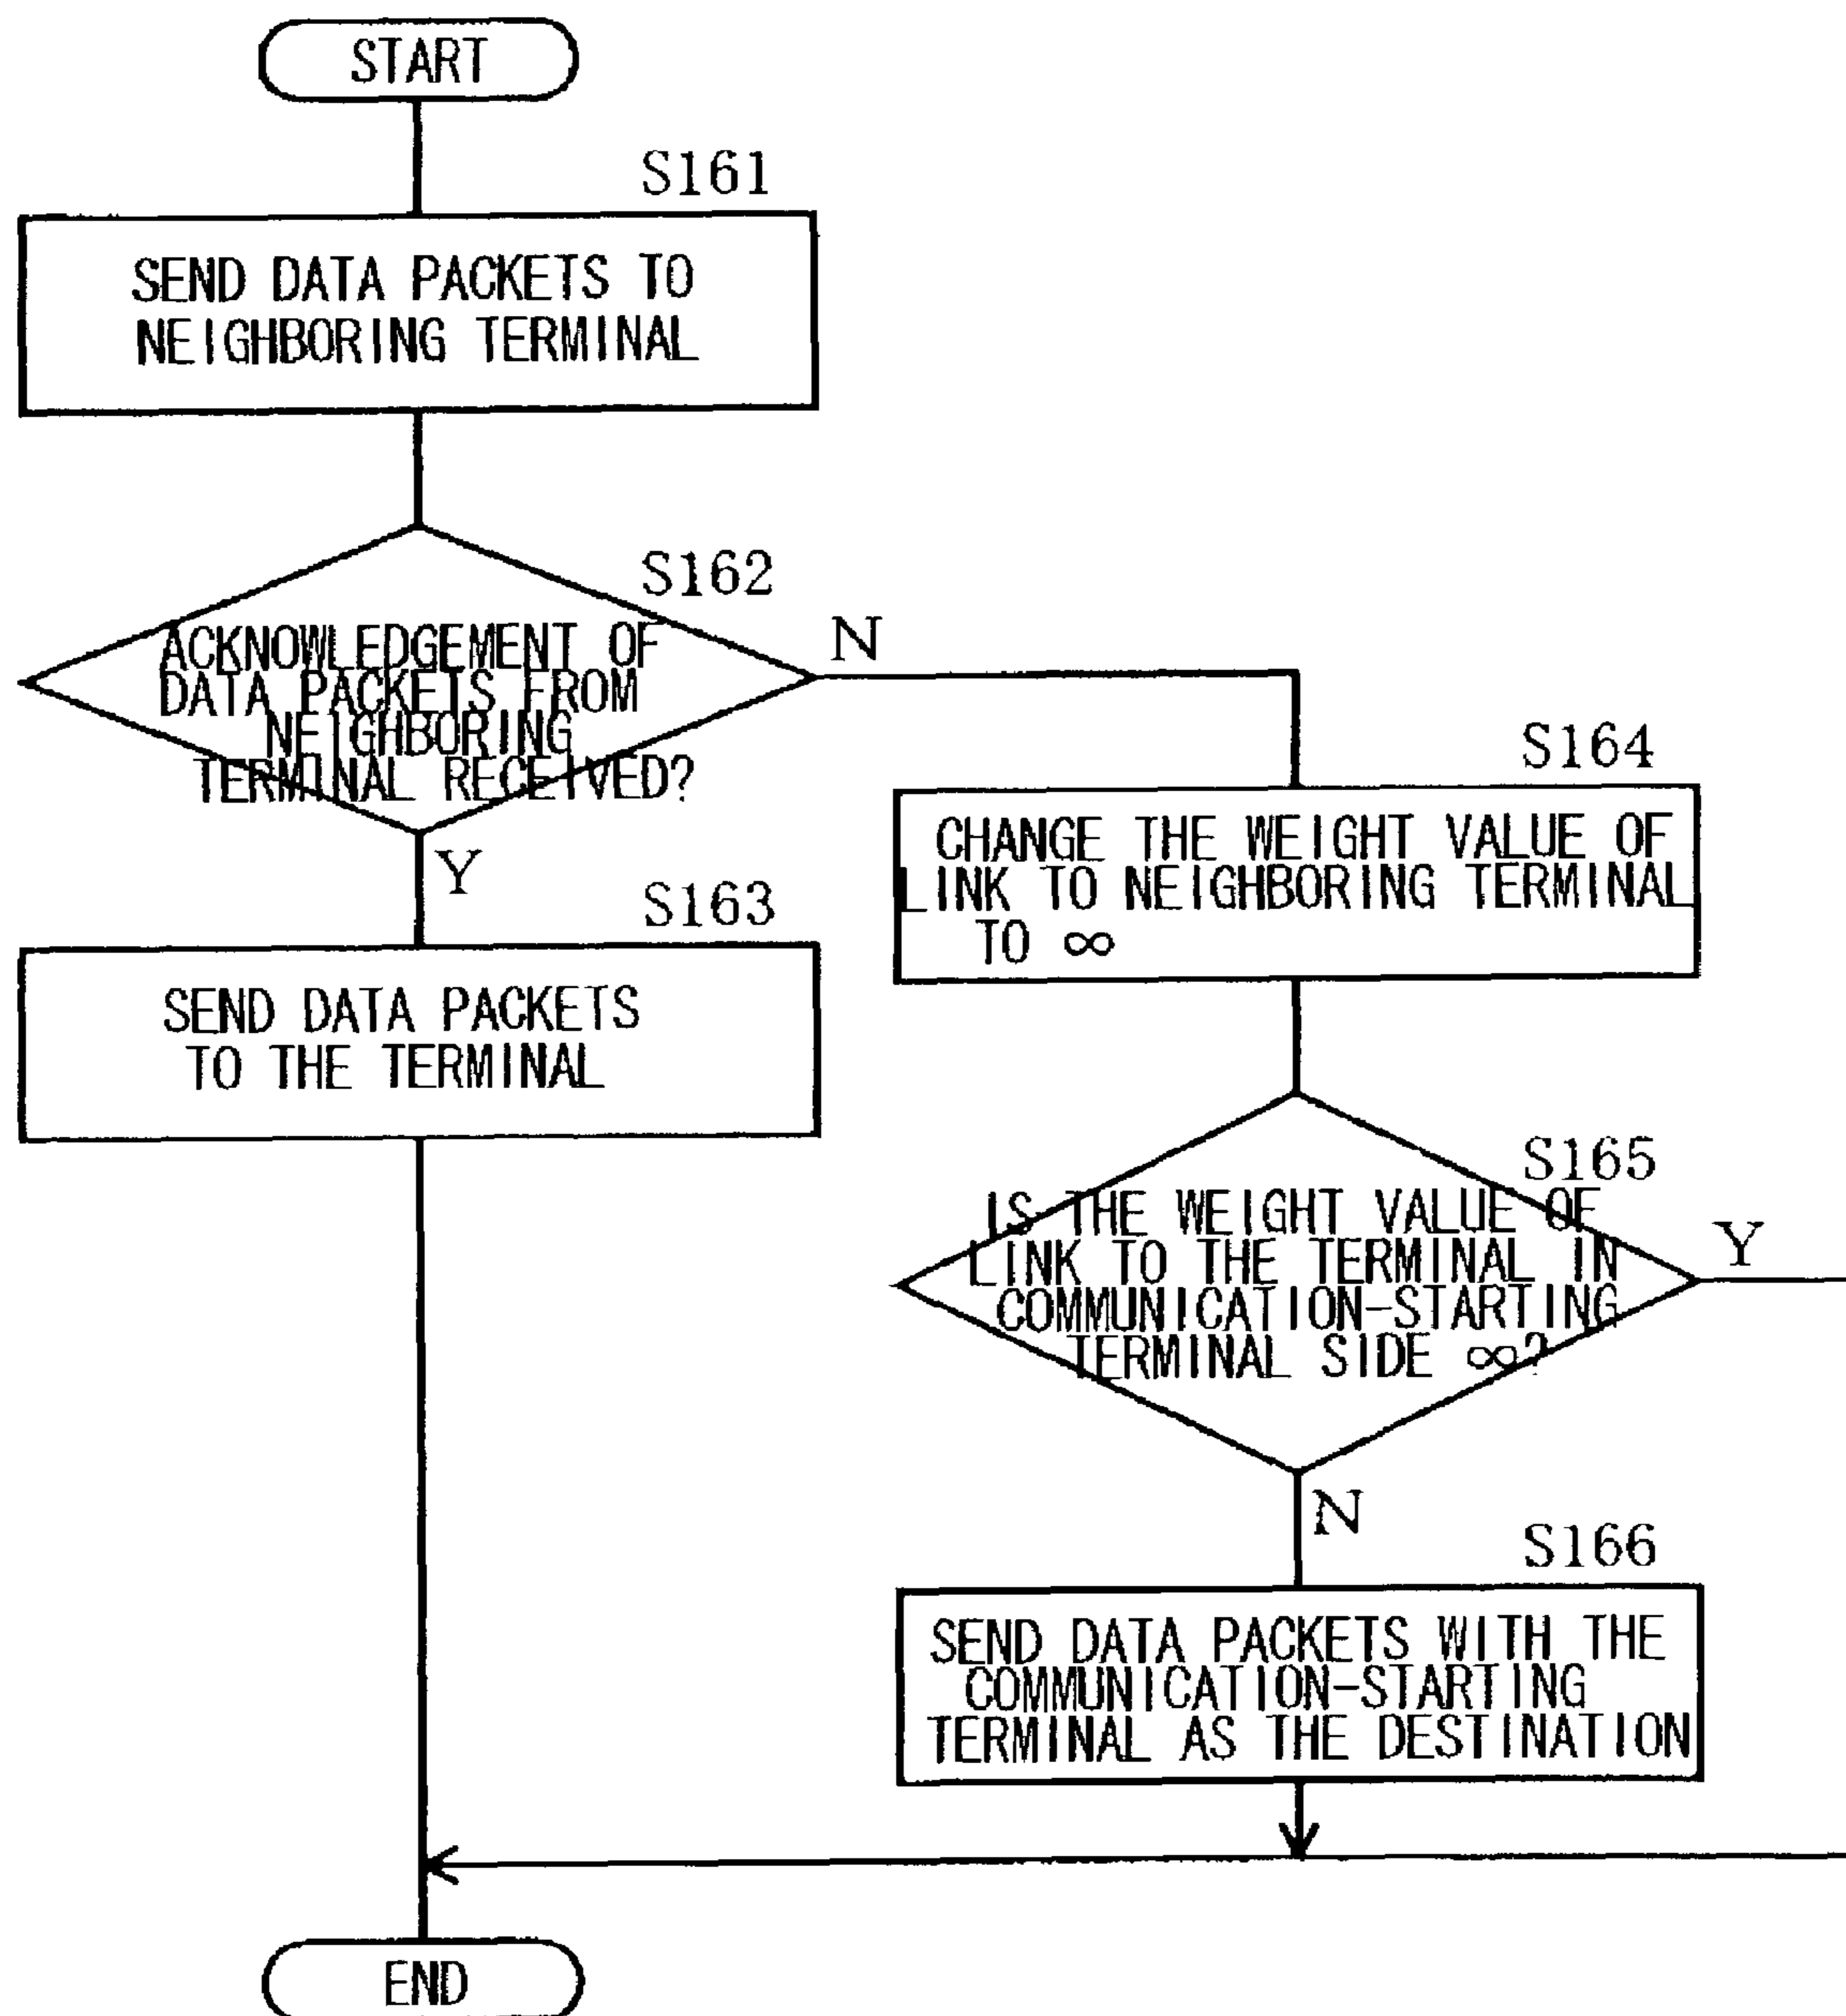 START
S161
SEND DATA PACKETS TO
NEIGHBORING TERMINAL
S162
ACKNOWLEDGEMENT OF
DATA PACKETS FROM
NEIGHBORING
TERMINAL RECEIVED?
N
Y
S163
SEND DATA PACKETS
TO THE TERMINAL
S164
CHANGE THE WEIGHT VALUE OF
LINK TO NEIGHBORING TERMINAL
TO ∞
S165
IS THE WEIGHT VALUE OF
LINK TO THE TERMINAL IN
COMMUNICATION-STARTING
TERMINAL SIDE ∞?
Y
N
S166
SEND DATA PACKETS WITH THE
COMMUNICATION-STARTING
TERMINAL AS THE DESTINATION
END